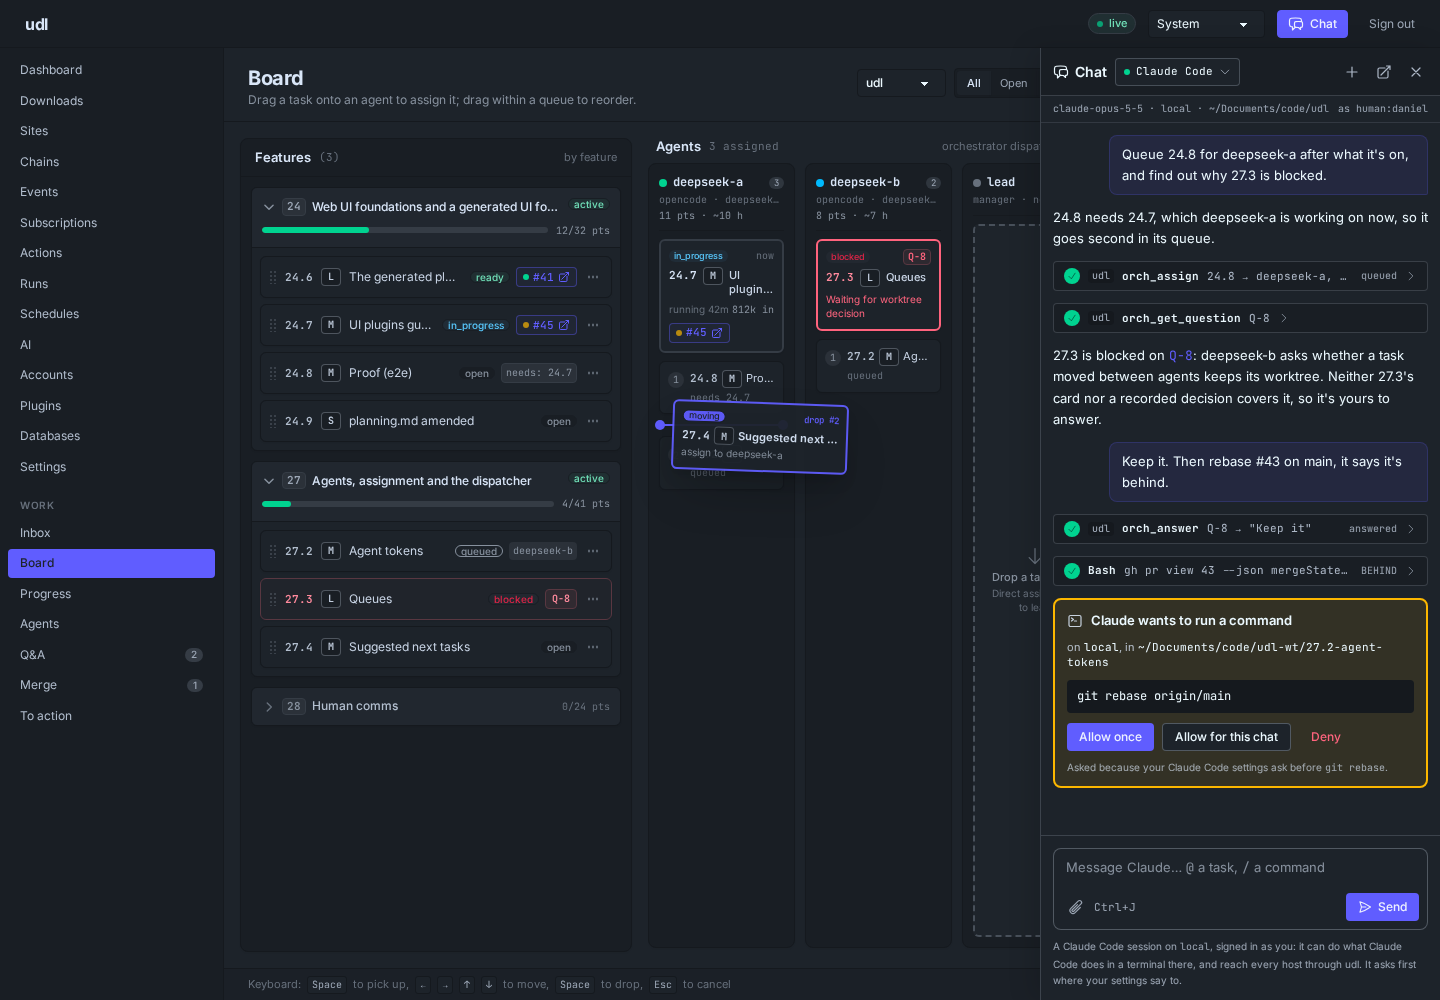 udl
live
System
Chat
Sign out
Dashboard
Downloads
Sites
Chains
Events
Subscriptions
Actions
Runs
Schedules
AI
Accounts
Plugins
Databases
Settings
WORK
Inbox
Board
Progress
Agents
Q&A 2
Merge 1
To action
Board
Drag a task onto an agent to assign it; drag within a queue to reorder.
udl
All Open
Features (3) by feature
24 Web UI foundations and a generated UI fo... active
12/32 pts
24.6 L The generated pl... ready #41
24.7 M UI plugins gu... in_progress #45
24.8 M Proof (e2e) open needs: 24.7
24.9 S planning.md amended open
27 Agents, assignment and the dispatcher active
4/41 pts
27.2 M Agent tokens queued deepseek-b
27.3 L Queues blocked Q-8
27.4 M Suggested next tasks open
28 Human comms 0/24 pts
Agents 3 assigned orchestrator dispat
deepseek-a 3
opencode · deepseek…
11 pts · ~10 h
in_progress now
24.7 M UI
plugin...
running 42m 812k in
#45
1 24.8 M Pro...
needs 24.7
moving drop #2
27.4 M Suggested next ...
assign to deepseek-a
queued
deepseek-b 2
opencode · deepseek…
8 pts · ~7 h
blocked Q-8
27.3 L Queues
Waiting for worktree
decision
1 27.2 M Ag...
queued
lead
manager · n
Drop a ta
Direct ass
to le
Keyboard: Space to pick up, ← → ↑ ↓ to move, Space to drop, Esc to cancel
Chat Claude Code
claude-opus-5-5 · local · ~/Documents/code/udl as human:daniel
Queue 24.8 for deepseek-a after what it's on,
and find out why 27.3 is blocked.
24.8 needs 24.7, which deepseek-a is working on now, so it
goes second in its queue.
udl orch_assign 24.8 → deepseek-a, … queued
udl orch_get_question Q-8
27.3 is blocked on Q-8: deepseek-b asks whether a task
moved between agents keeps its worktree. Neither 27.3's
card nor a recorded decision covers it, so it's yours to
answer.
Keep it. Then rebase #43 on main, it says it's
behind.
udl orch_answer Q-8 → "Keep it" answered
Bash gh pr view 43 --json mergeState… BEHIND
Claude wants to run a command
on local, in ~/Documents/code/udl-wt/27.2-agent-
tokens
git rebase origin/main
Allow once Allow for this chat Deny
Asked because your Claude Code settings ask before git rebase.
Message Claude... @ a task, / a command
Ctrl+J Send
A Claude Code session on local, signed in as you: it can do what Claude
Code does in a terminal there, and reach every host through udl. It asks first
where your settings say to.